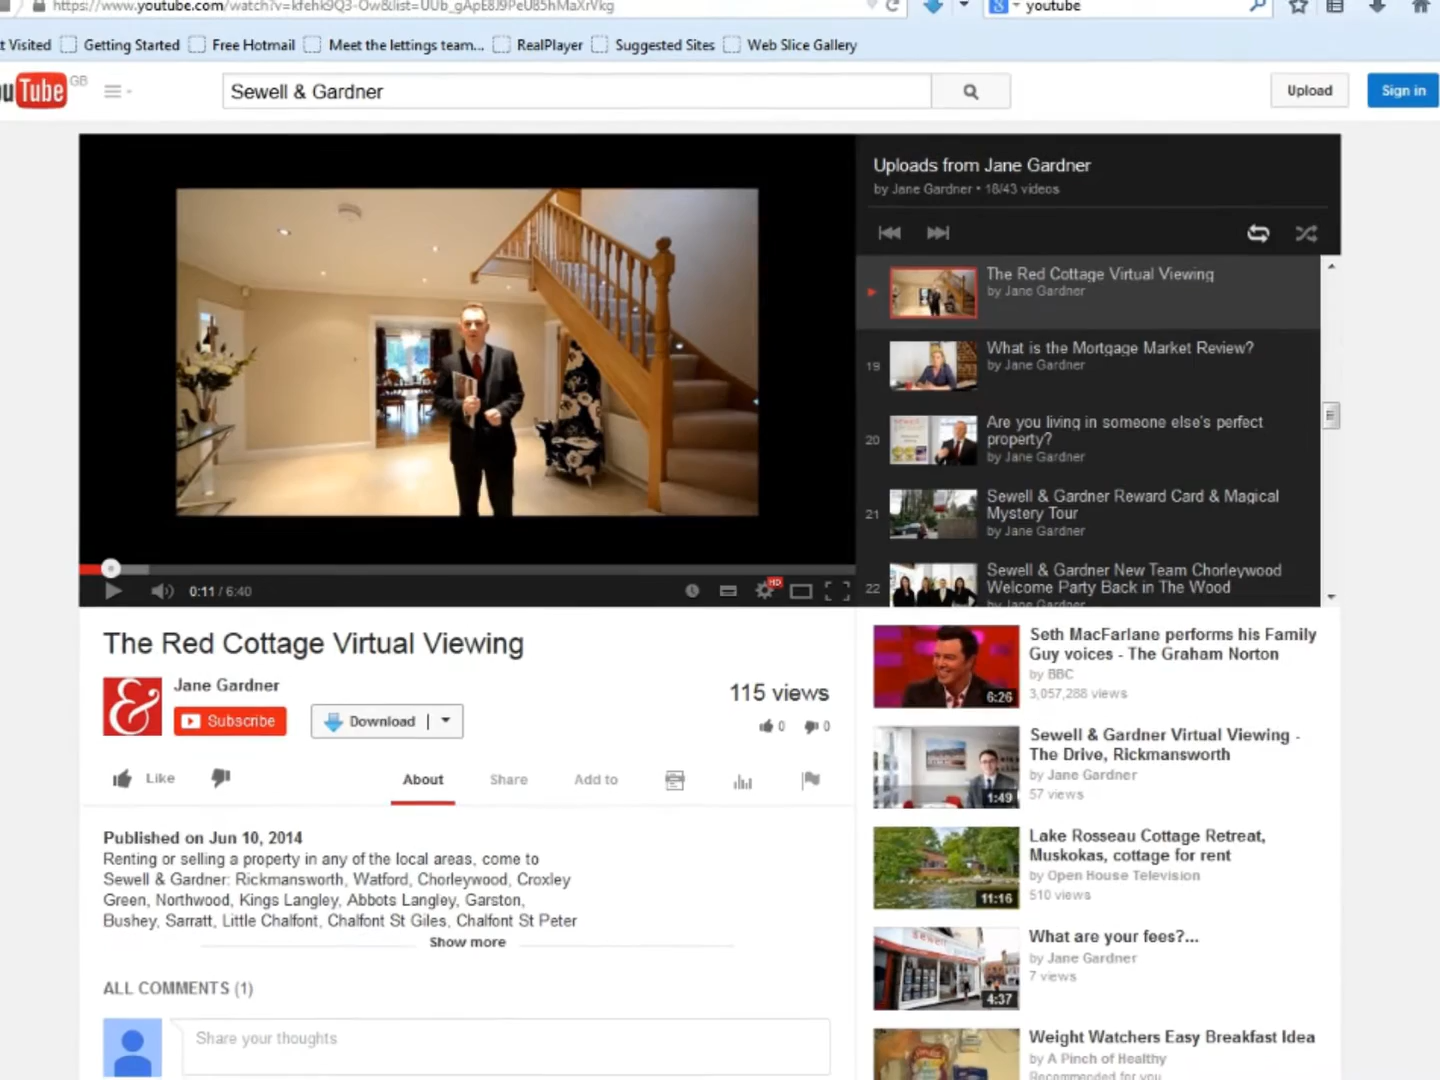 https://www.youtube.com/watch?v=kfehk9Q3-Ow&list=UUb_gApE8J9PeU85hMaXrVkg
youtube
t Visited
Getting Started
Free Hotmail
Meet the lettings team...
RealPlayer
Suggested Sites
Web Slice Gallery
uTube GB
Sewell & Gardner
Upload
Sign in
Uploads from Jane Gardner
by Jane Gardner • 18/43 videos
The Red Cottage Virtual Viewing
by Jane Gardner
19
What is the Mortgage Market Review?
by Jane Gardner
20
Are you living in someone else's perfect
property?
by Jane Gardner
21
Sewell & Gardner Reward Card & Magical
Mystery Tour
by Jane Gardner
22
Sewell & Gardner New Team Chorleywood
Welcome Party Back in The Wood
by Jane Gardner
0:11 / 6:40
HD
The Red Cottage Virtual Viewing
Jane Gardner
Subscribe
Download
115 views
0
0
Like
About
Share
Add to
Published on Jun 10, 2014
Renting or selling a property in any of the local areas, come to
Sewell & Gardner: Rickmansworth, Watford, Chorleywood, Croxley
Green, Northwood, Kings Langley, Abbots Langley, Garston,
Bushey, Sarratt, Little Chalfont, Chalfont St Giles, Chalfont St Peter
Show more
ALL COMMENTS (1)
Share your thoughts
Seth MacFarlane performs his Family
Guy voices - The Graham Norton
by BBC
3,057,288 views
6:26
Sewell & Gardner Virtual Viewing -
The Drive, Rickmansworth
by Jane Gardner
57 views
1:49
Lake Rosseau Cottage Retreat,
Muskokas, cottage for rent
by Open House Television
510 views
11:16
What are your fees?...
by Jane Gardner
7 views
4:37
Weight Watchers Easy Breakfast Idea
by A Pinch of Healthy
Recommended for you